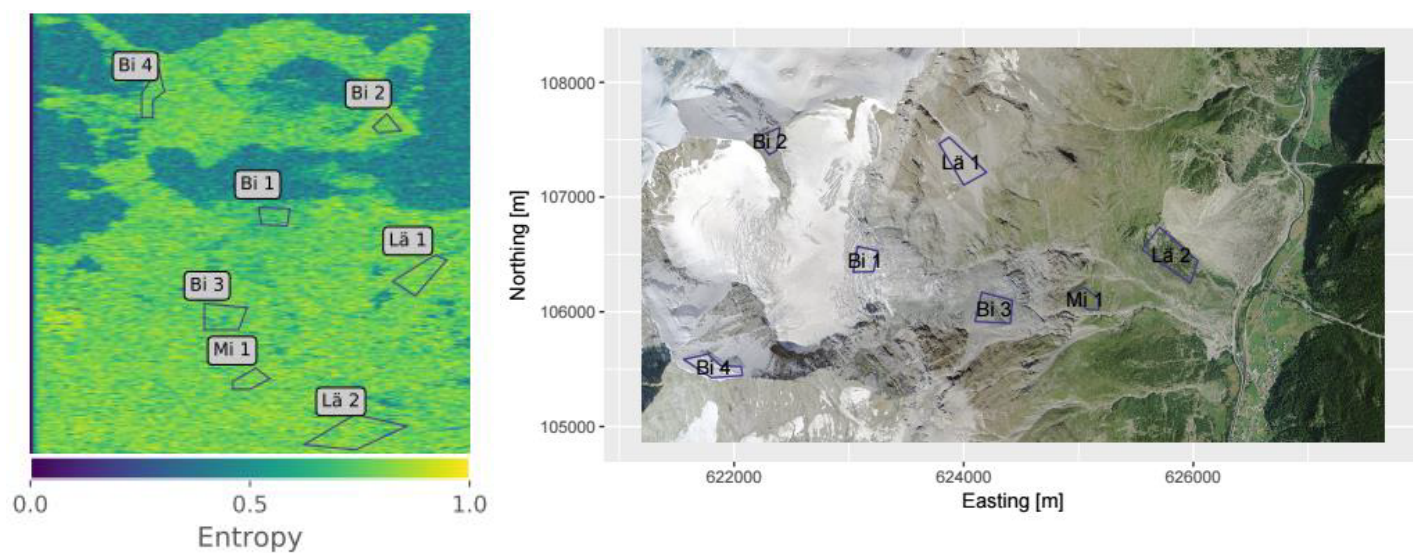 Bi 4
Bi 2
Bi 1
Lä 1
Bi 3
Mi 1
Lä 2
0.0 0.5 1.0
Entropy
108000
107000
106000
105000
Northing [m]
Bi 2
Lä 1
Bi 1
Lä 2
Mi 1
Bi 3
Bi 4
622000 624000 626000
Easting [m]